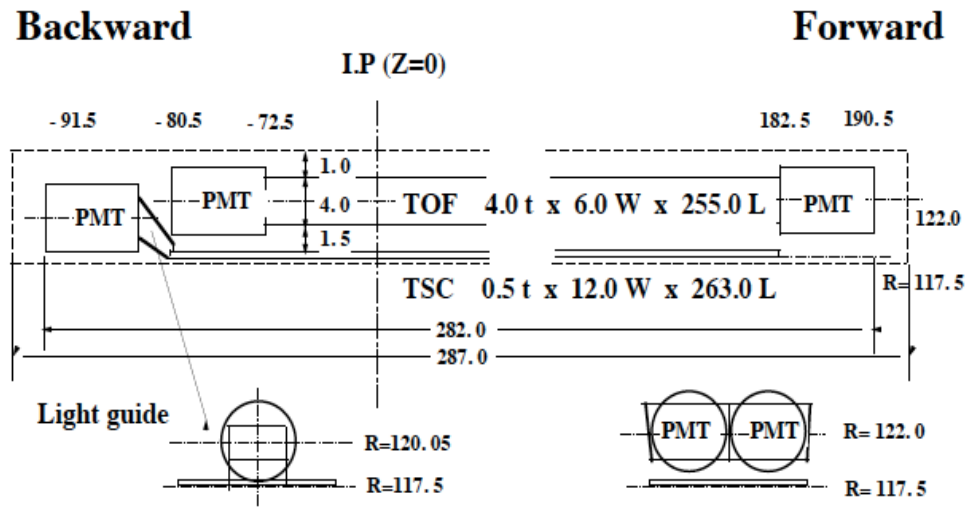 Backward Forward
I.P (Z=0)
- 91.5 - 80.5 - 72.5 182. 5 190. 5
1. 0
PMT PMT 4.0 TOF 4.0 t x 6.0 W x 255.0 L PMT
122.0
1. 5
TSC 0.5 t x 12.0 W x 263.0 L R= 117.5
282.0
287.0
Light guide
R=120.05 PMT PMT R= 122.0
R=117.5 R= 117.5